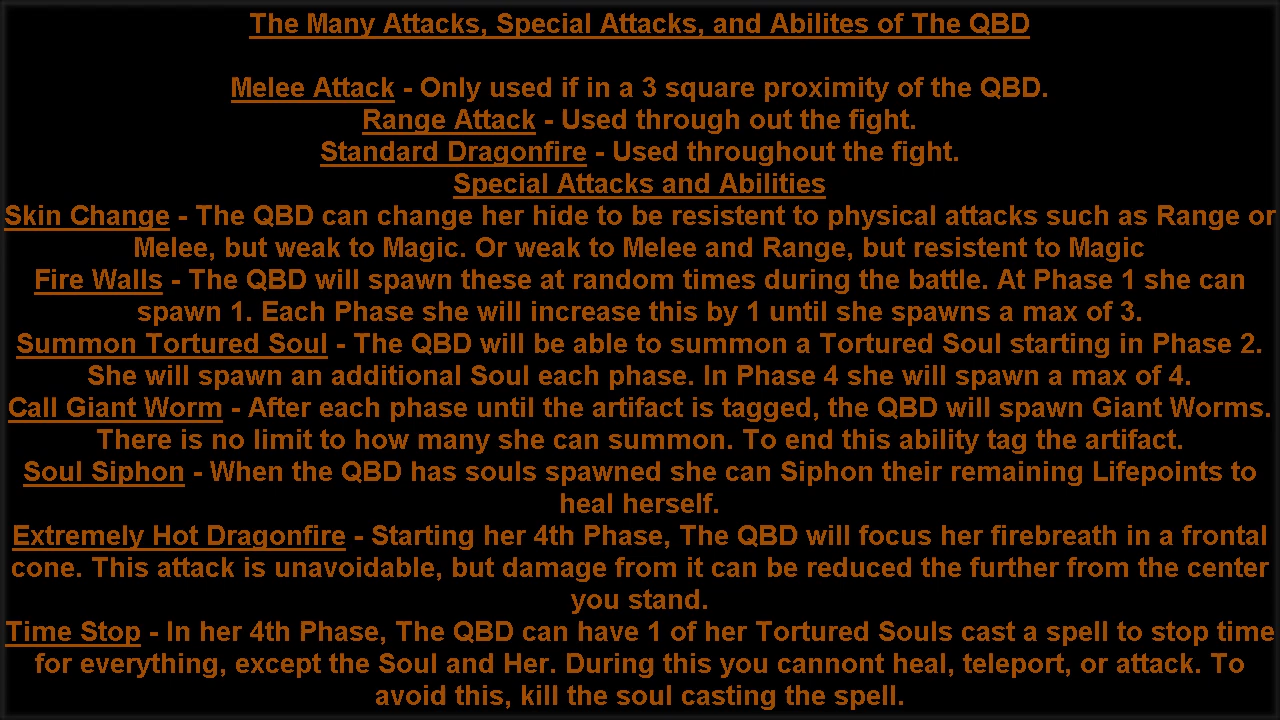 The Many Attacks, Special Attacks, and Abilites of The QBD
Melee Attack - Only used if in a 3 square proximity of the QBD.
Range Attack - Used through out the fight.
Standard Dragonfire - Used throughout the fight.
Special Attacks and Abilities
Skin Change - The QBD can change her hide to be resistent to physical attacks such as Range or
Melee, but weak to Magic. Or weak to Melee and Range, but resistent to Magic
Fire Walls - The QBD will spawn these at random times during the battle. At Phase 1 she can
spawn 1. Each Phase she will increase this by 1 until she spawns a max of 3.
Summon Tortured Soul - The QBD will be able to summon a Tortured Soul starting in Phase 2.
She will spawn an additional Soul each phase. In Phase 4 she will spawn a max of 4.
Call Giant Worm - After each phase until the artifact is tagged, the QBD will spawn Giant Worms.
There is no limit to how many she can summon. To end this ability tag the artifact.
Soul Siphon - When the QBD has souls spawned she can Siphon their remaining Lifepoints to
heal herself.
Extremely Hot Dragonfire - Starting her 4th Phase, The QBD will focus her firebreath in a frontal
cone. This attack is unavoidable, but damage from it can be reduced the further from the center
you stand.
Time Stop - In her 4th Phase, The QBD can have 1 of her Tortured Souls cast a spell to stop time
for everything, except the Soul and Her. During this you cannont heal, teleport, or attack. To
avoid this, kill the soul casting the spell.